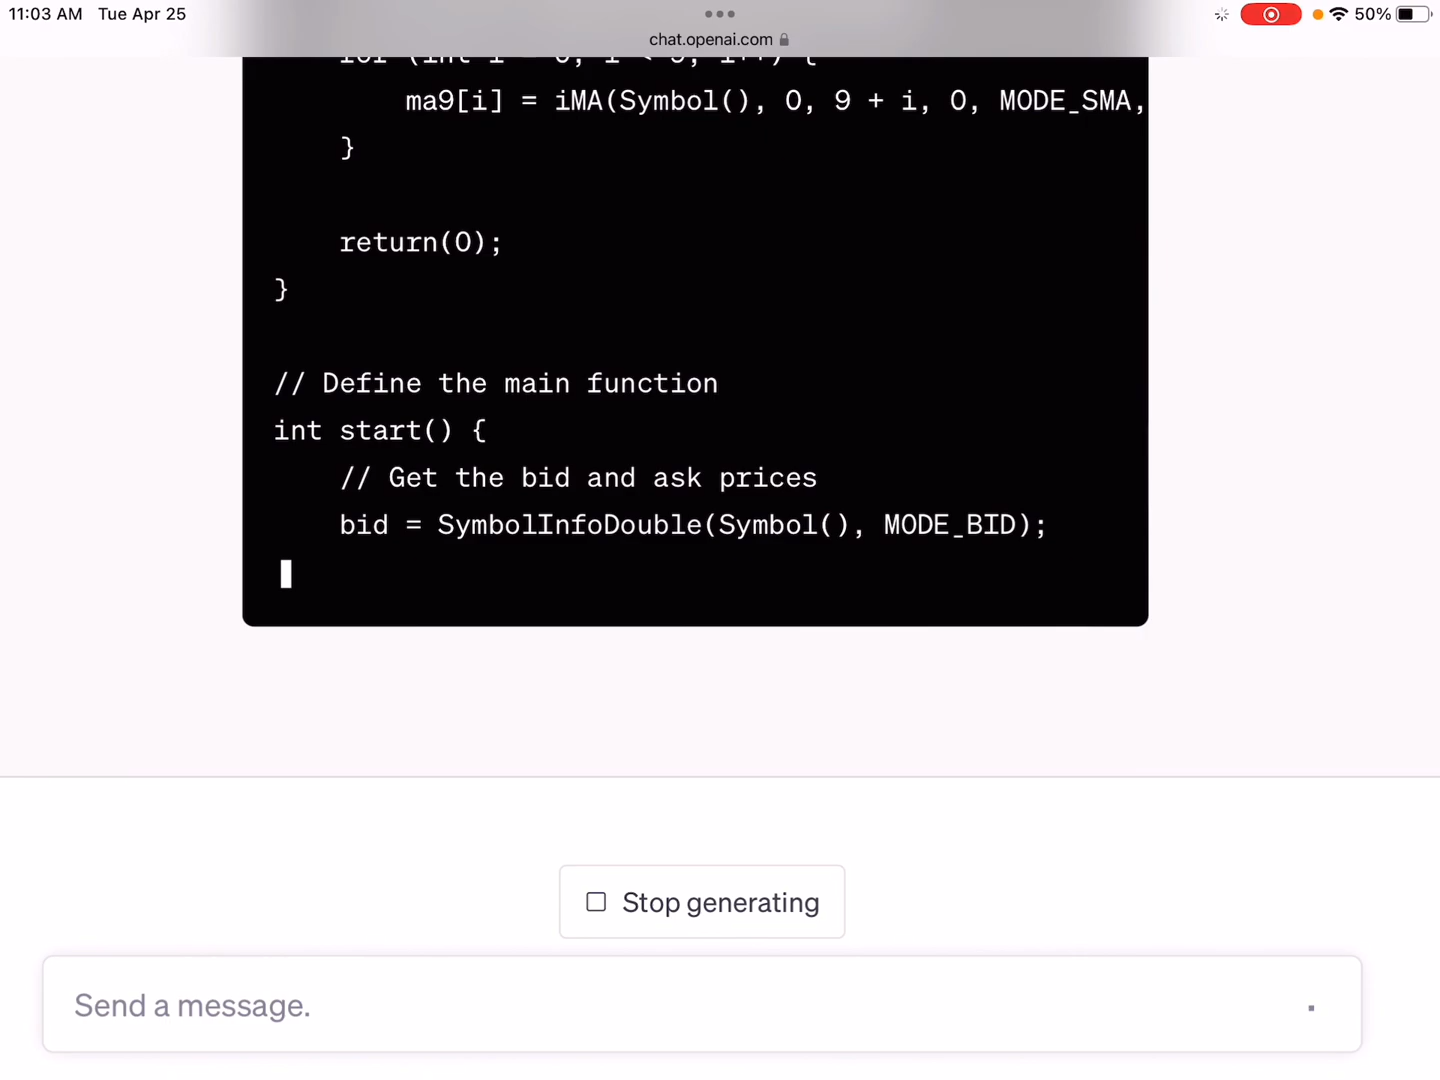 11:03 AM Tue Apr 25
50%
chat.openai.com
ma9[i] = iMA(Symbol(), 0, 9 + i, 0, MODE_SMA,
}
return(0);
}
// Define the main function
int start() {
// Get the bid and ask prices
bid = SymbolInfoDouble(Symbol(), MODE_BID);
Stop generating
Send a message.